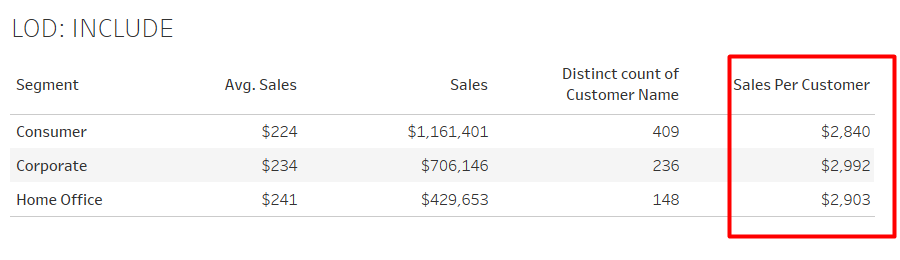 LOD: INCLUDE
Segment Avg. Sales Sales Distinct count of Customer Name Sales Per Customer
Consumer $224 $1,161,401 409 $2,840
Corporate $234 $706,146 236 $2,992
Home Office $241 $429,653 148 $2,903